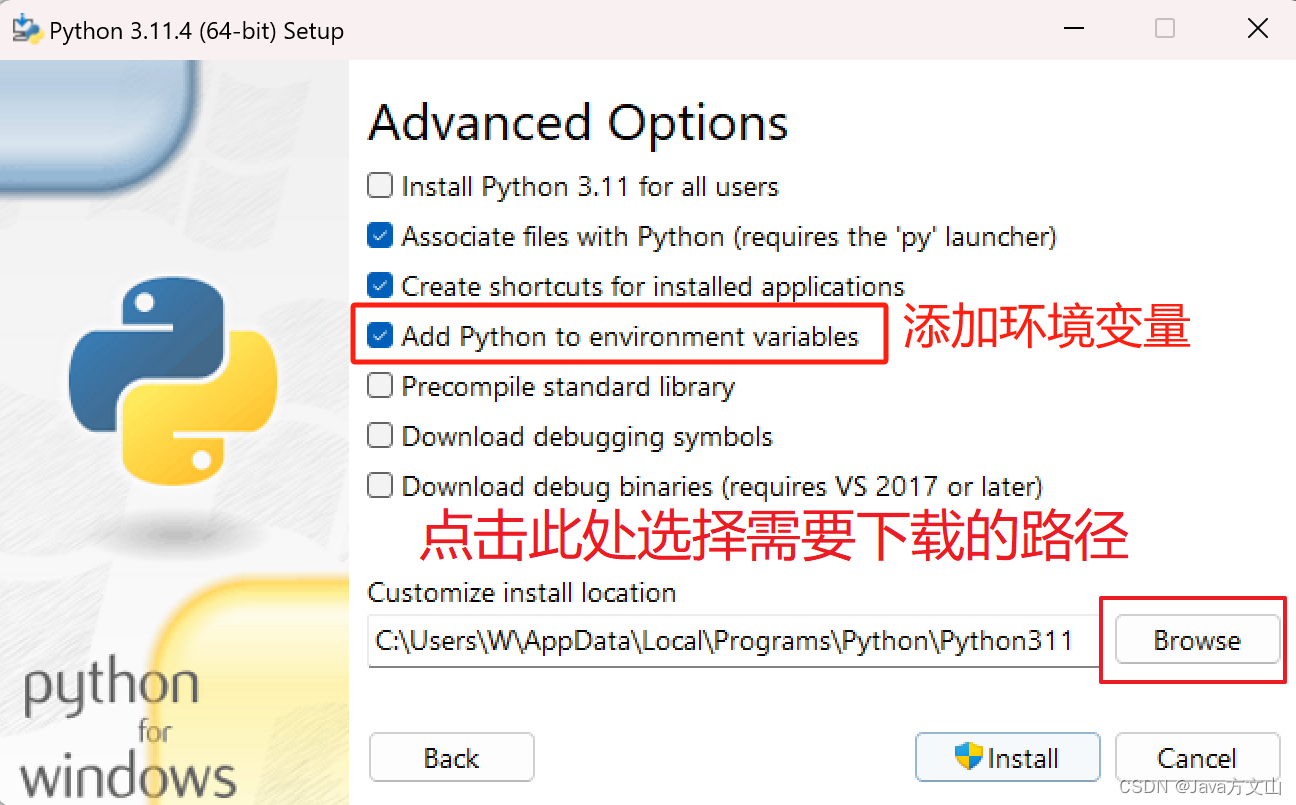 Python 3.11.4 (64-bit) Setup
Advanced Options
Install Python 3.11 for all users
Associate files with Python (requires the 'py' launcher)
Create shortcuts for installed applications
Add Python to environment variables
添加环境变量
Precompile standard library
Download debugging symbols
Download debug binaries (requires VS 2017 or later)
点击此处选择需要下载的路径
Customize install location
C:\Users\W\AppData\Local\Programs\Python\Python311
Browse
python
for
windows
Back
Install
Cancel
CSDN @Java方文山